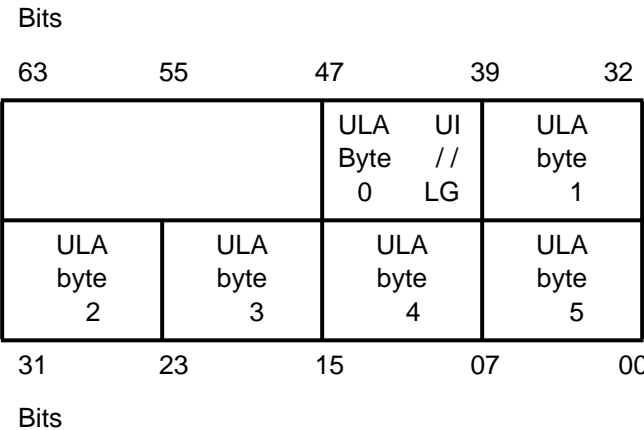 Bits
63 55 47 39 32
ULA UI ULA
Byte // byte
0 LG 1
ULA ULA ULA ULA
byte byte byte byte
2 3 4 5
31 23 15 07 00
Bits